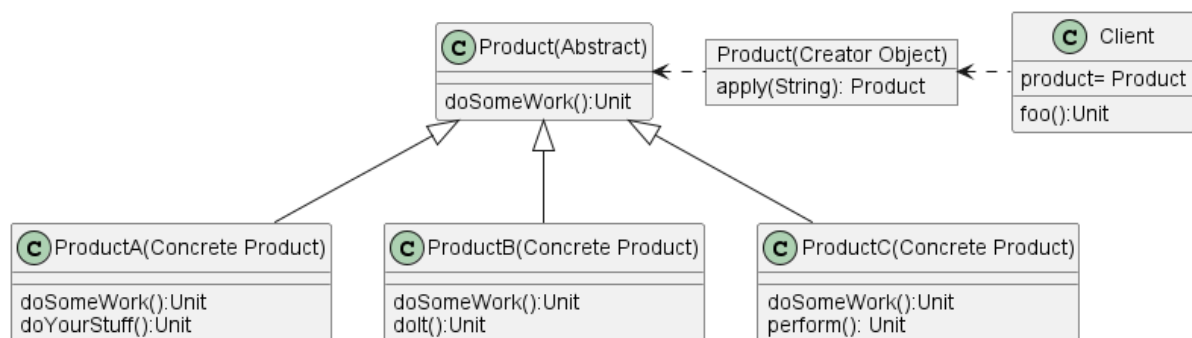 C Product(Abstract)
doSomeWork():Unit
Product(Creator Object)
apply(String): Product
C Client
product= Product
foo():Unit
C ProductA(Concrete Product)
doSomeWork():Unit
doYourStuff():Unit
C ProductB(Concrete Product)
doSomeWork():Unit
doIt():Unit
C ProductC(Concrete Product)
doSomeWork():Unit
perform(): Unit